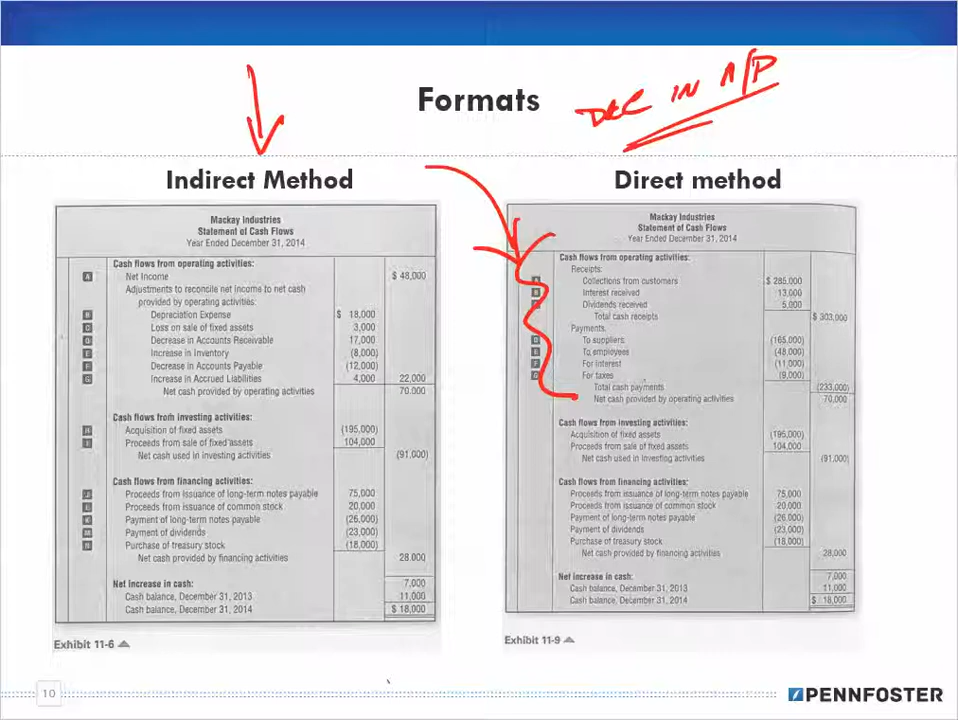 Formats
DEC IN A/P
Indirect Method
Mackay Industries
Statement of Cash Flows
Year Ended December 31, 2014
Cash flows from operating activities:
A Net Income $ 48,000
Adjustments to reconcile net income to net cash
provided by operating activities:
B Depreciation Expense $ 18,000
C Loss on sale of fixed assets 3,000
D Decrease in Accounts Receivable 17,000
E Increase in Inventory (8,000)
F Decrease in Accounts Payable (12,000)
G Increase in Accrued Liabilities 4,000 22,000
Net cash provided by operating activities 70,000
Cash flows from investing activities:
H Acquisition of fixed assets (195,000)
I Proceeds from sale of fixed assets 104,000
Net cash used in investing activities (91,000)
Cash flows from financing activities:
J Proceeds from issuance of long-term notes payable 75,000
Proceeds from issuance of common stock 20,000
K Payment of long-term notes payable (26,000)
M Payment of dividends (23,000)
Purchase of treasury stock (18,000)
Net cash provided by financing activities 28,000
Net increase in cash: 7,000
Cash balance, December 31, 2013 11,000
Cash balance, December 31, 2014 $ 18,000
Exhibit 11-6
Direct method
Mackay Industries
Statement of Cash Flows
Year Ended December 31, 2014
Cash flows from operating activities:
Receipts:
Collections from customers $ 285,000
Interest received 13,000
Dividends received 5,000
Total cash receipts $ 303,000
Payments:
To suppliers (165,000)
To employees (48,000)
For interest (11,000)
For taxes (9,000)
Total cash payments (233,000)
Net cash provided by operating activities 70,000
Cash flows from investing activities:
Acquisition of fixed assets (195,000)
Proceeds from sale of fixed assets 104,000
Net cash used in investing activities (91,000)
Cash flows from financing activities:
Proceeds from issuance of long-term notes payable 75,000
Proceeds from issuance of common stock 20,000
Payment of long-term notes payable (26,000)
Payment of dividends (23,000)
Purchase of treasury stock (18,000)
Net cash provided by financing activities 28,000
Net increase in cash: 7,000
Cash balance, December 31, 2013 11,000
Cash balance, December 31, 2014 $ 18,000
Exhibit 11-9
10
PENNFOSTER